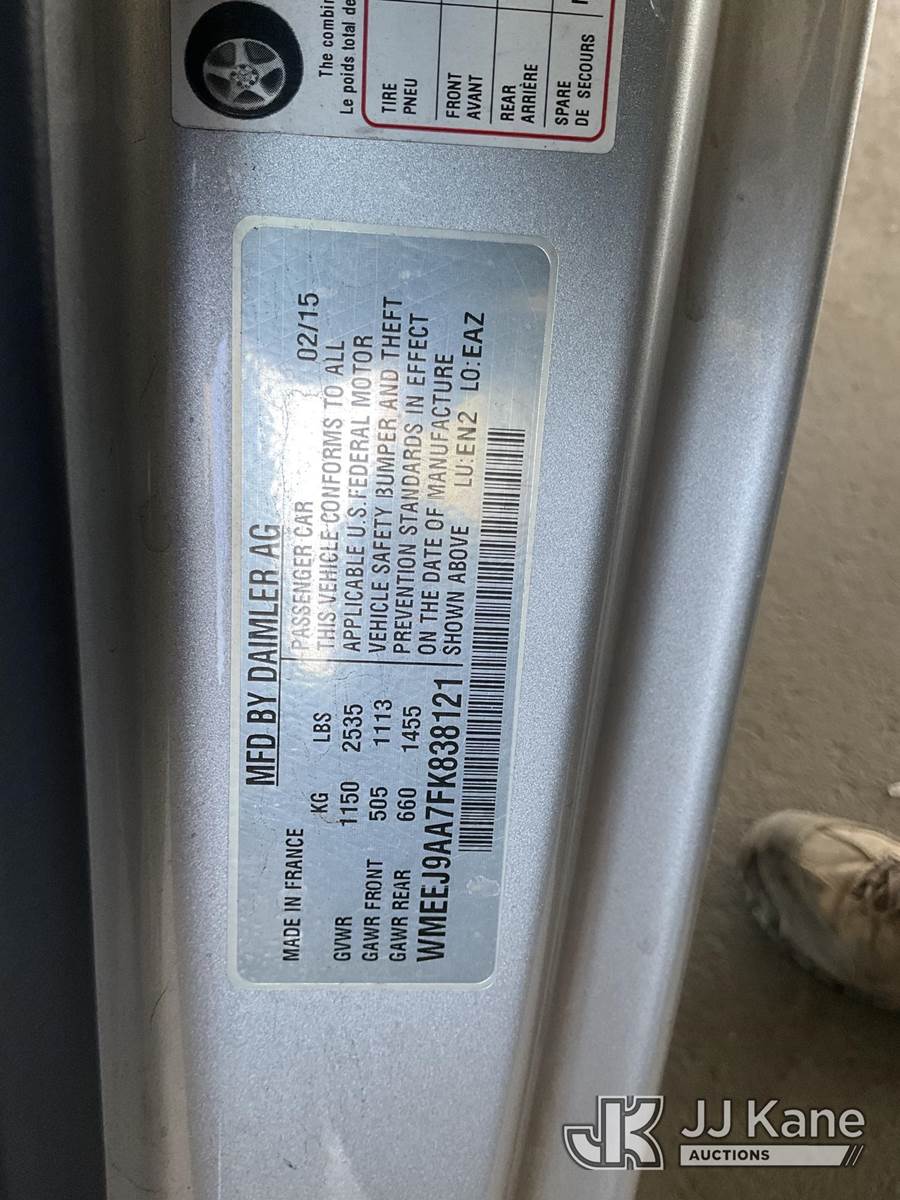 The combin
Le poids total de
TIRE
PNEU
FRONT
AVANT
REAR
ARRIÈRE
SPARE
DE SECOURS
MFD BY DAIMLER AG
MADE IN FRANCE
KG LBS
GVWR 1150 2535
GAWR FRONT 505 1113
GAWR REAR 660 1455
WMEEJ9AA7FK838121
PASSENGER CAR 02/15
THIS VEHICLE CONFORMS TO ALL
APPLICABLE U.S.FEDERAL MOTOR
VEHICLE SAFETY BUMPER AND THEFT
PREVENTION STANDARDS IN EFFECT
ON THE DATE OF MANUFACTURE
SHOWN ABOVE LU:EN2 LO:EAZ
JK JJ Kane
AUCTIONS